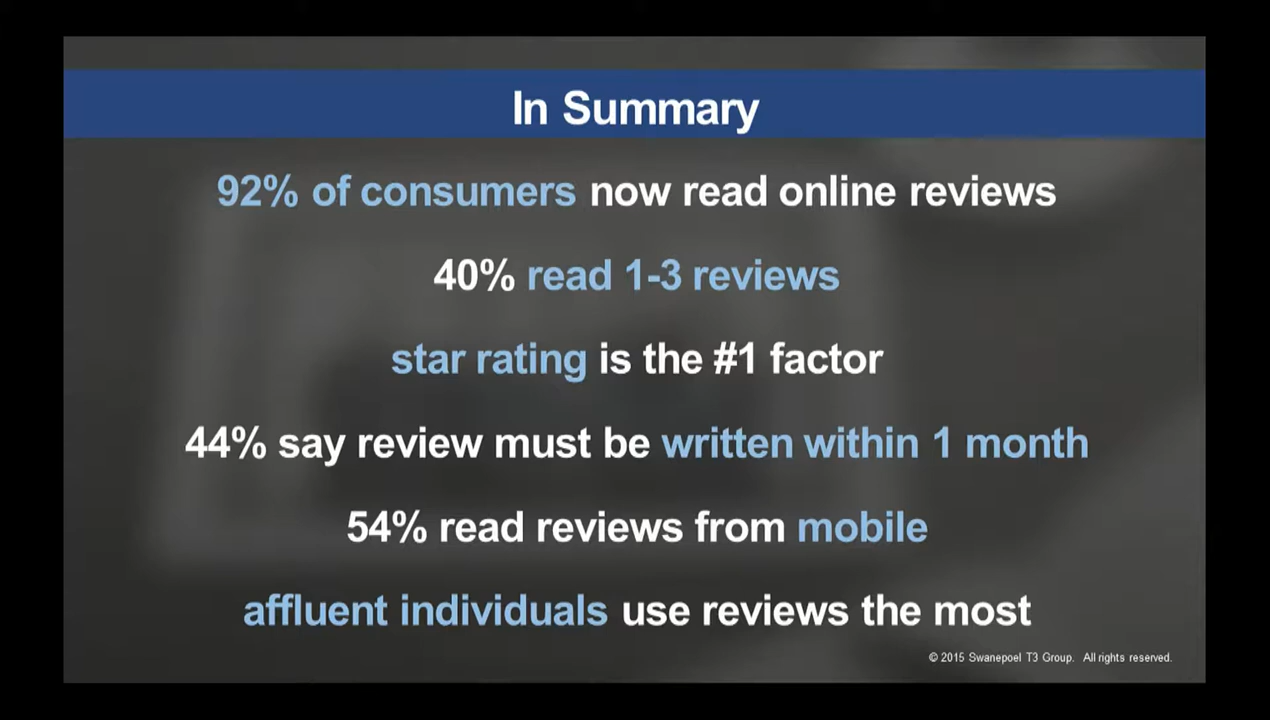 In Summary
92% of consumers now read online reviews
40% read 1-3 reviews
star rating is the #1 factor
44% say review must be written within 1 month
54% read reviews from mobile
affluent individuals use reviews the most
© 2015 Swanepoel T3 Group. All rights reserved.